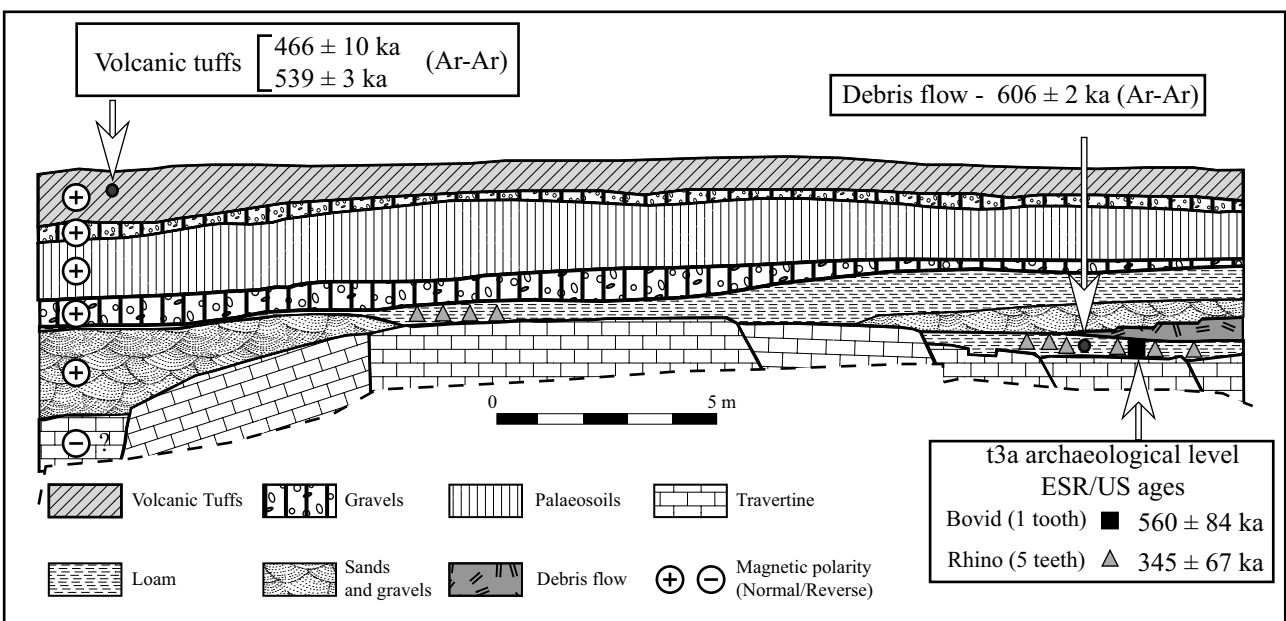 Volcanic tuffs
466 ± 10 ka
539 ± 3 ka
(Ar-Ar)
Debris flow - 606 ± 2 ka (Ar-Ar)
+
+
+
+
+
− ?
0 5 m
t3a archaeological level
ESR/US ages
Bovid (1 tooth) 560 ± 84 ka
Rhino (5 teeth) 345 ± 67 ka
Volcanic Tuffs
Gravels
Palaeosoils
Travertine
Loam
Sands
and gravels
Debris flow
+ −
Magnetic polarity
(Normal/Reverse)